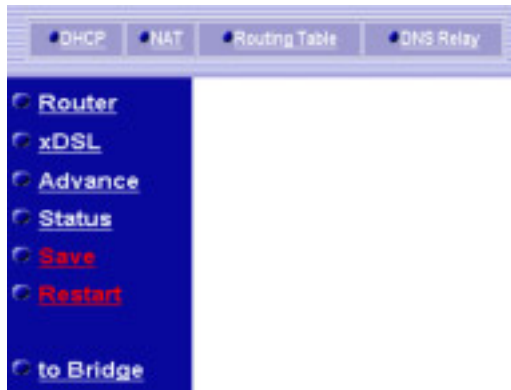 DHCP NAT Routing Table DNS Relay
Router
xDSL
Advance
Status
Save
Restart
to Bridge